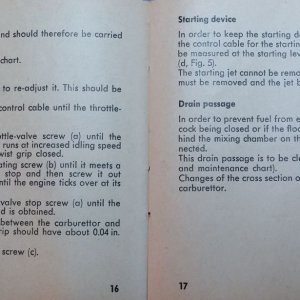 nd should therefore be carried
chart.
to re-adjust it. This should be
control cable until the throttle-
ttle-valve screw (a) until the
runs at increased idling speed
wist grip closed.
ating screw (b) until it meets a
stop and then screw it out
until the engine ticks over at its
valve stop screw (a) until the
d is obtained.
between the carburettor and
rip should have about 0.04 in.
screw (c).
16
Starting device
In order to keep the starting de
the control cable for the starting
be measured at the starting leve
(d, Fig. 5).
The starting jet cannot be remo
must be removed and the jet b
Drain passage
In order to prevent fuel from e
cock being closed or if the floa
hind the mixing chamber on th
nected.
This drain passage is to be cle
and maintenance chart).
Changes of the cross section o
carburettor.
17